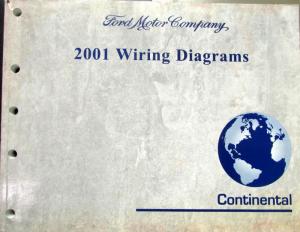 Ford Motor Company
2001 Wiring Diagrams
Continental